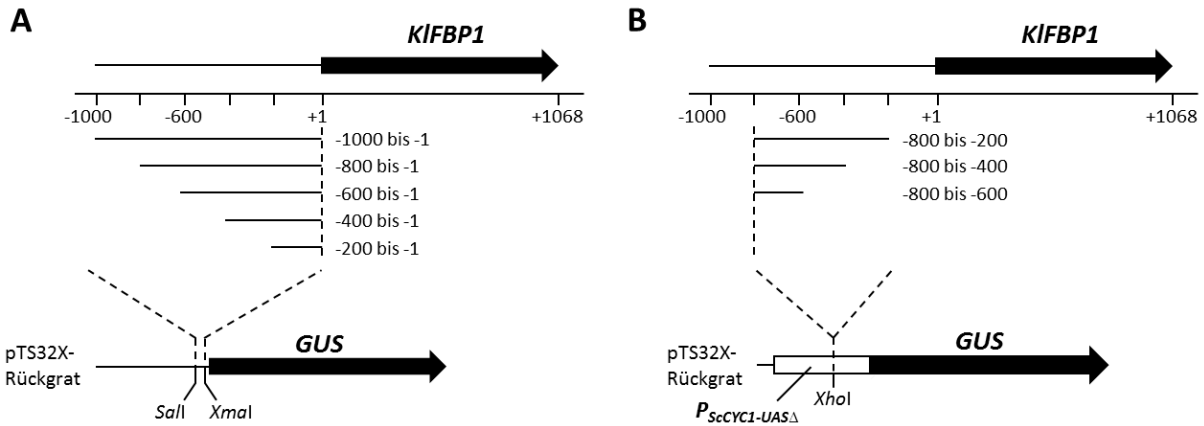 A
KlFBP1
-1000 -600 +1 +1068
-1000 bis -1
-800 bis -1
-600 bis -1
-400 bis -1
-200 bis -1
pTS32X-
Rückgrat
GUS
SalI XmaI
B
KlFBP1
-1000 -600 +1 +1068
-800 bis -200
-800 bis -400
-800 bis -600
pTS32X-
Rückgrat
GUS
XhoI
PScCYC1-UASΔ